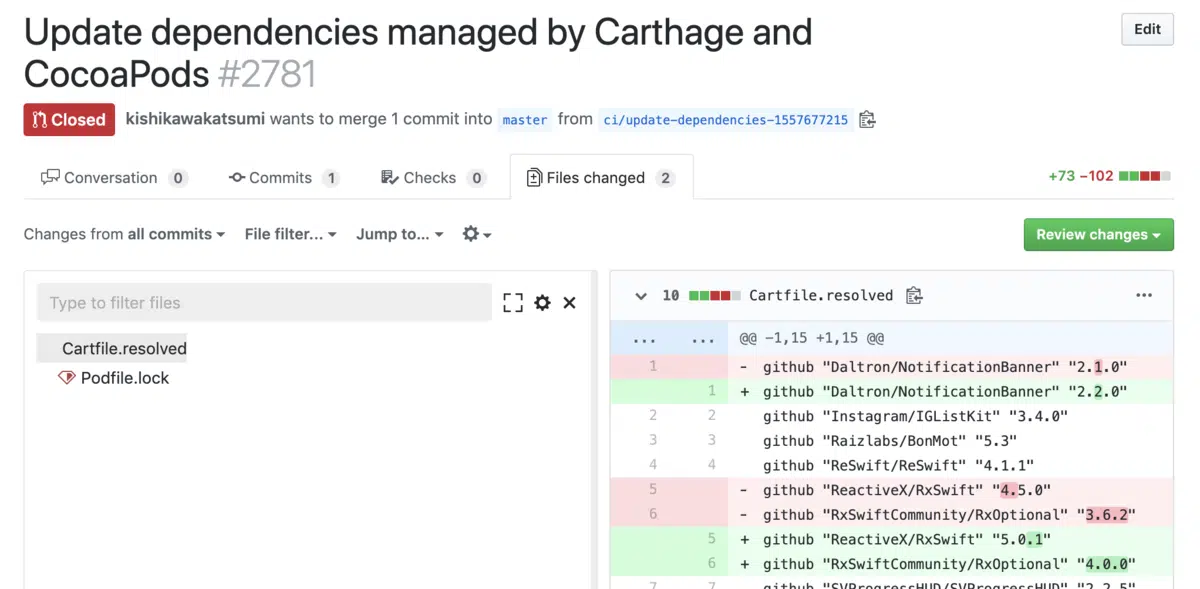 Update dependencies managed by Carthage and
CocoaPods #2781
Edit
Closed kishikawakatsumi wants to merge 1 commit into master from ci/update-dependencies-1557677215
Conversation 0 Commits 1 Checks 0 Files changed 2 +73 −102
Changes from all commits File filter... Jump to... Review changes
Type to filter files
Cartfile.resolved
Podfile.lock
10 Cartfile.resolved ...
... ... @@ -1,15 +1,15 @@
1 - github "Daltron/NotificationBanner" "2.1.0"
1 + github "Daltron/NotificationBanner" "2.2.0"
2 2 github "Instagram/IGListKit" "3.4.0"
3 3 github "Raizlabs/BonMot" "5.3"
4 4 github "ReSwift/ReSwift" "4.1.1"
5 - github "ReactiveX/RxSwift" "4.5.0"
6 - github "RxSwiftCommunity/RxOptional" "3.6.2"
5 + github "ReactiveX/RxSwift" "5.0.1"
6 + github "RxSwiftCommunity/RxOptional" "4.0.0"
7 7 github "SVProgressHUD/SVProgressHUD" "2.2.5"